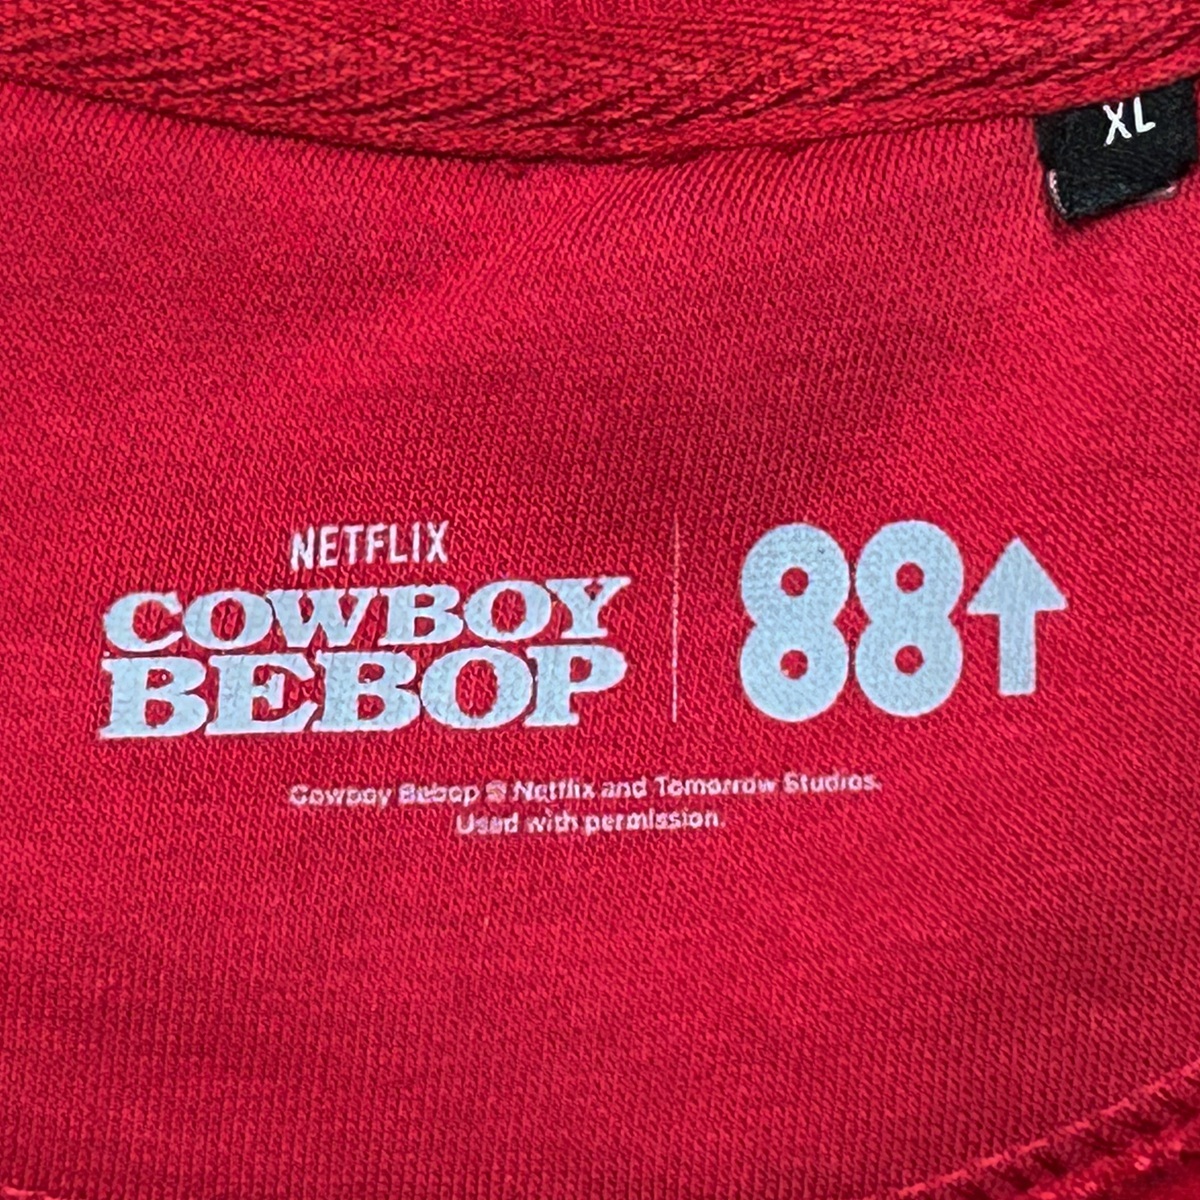 XL
NETFLIX
COWBOY
BEBOP
88↑
Cowboy Bebop © Netflix and Tomorrow Studios.
Used with permission.